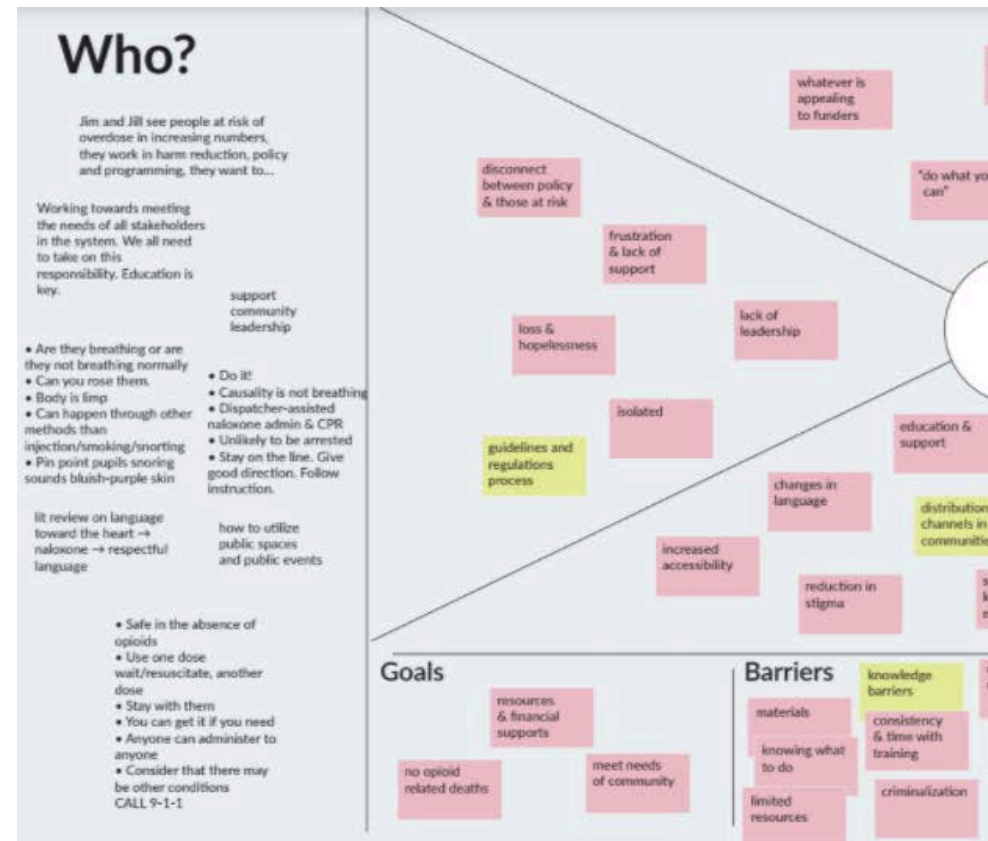 Who?
Jim and Jill see people at risk of
overdose in increasing numbers,
they work in harm reduction, policy
and programming, they want to...
Working towards meeting
the needs of all stakeholders
in the system. We all need
to take on this
responsibility. Education is
key.
support
community
leadership
• Are they breathing or are
they not breathing normally
• Can you rose them.
• Body is limp
• Can happen through other
methods than
injection/smoking/snorting
• Pin point pupils snoring
sounds bluish-purple skin
• Do it!
• Causality is not breathing
• Dispatcher-assisted
naloxone admin & CPR
• Unlikely to be arrested
• Stay on the line. Give
good direction. Follow
instruction.
lit review on language
toward the heart →
naloxone → respectful
language
how to utilize
public spaces
and public events
• Safe in the absence of
opioids
• Use one dose
wait/resuscitate, another
dose
• Stay with them
• You can get it if you need
• Anyone can administer to
anyone
• Consider that there may
be other conditions
CALL 9-1-1
whatever is
appealing
to funders
"do what yo
can"
disconnect
between policy
& those at risk
frustration
& lack of
support
loss &
hopelessness
lack of
leadership
isolated
guidelines and
regulations
process
education &
support
changes in
language
distribution
channels in
communitie
increased
accessibility
reduction in
stigma
Goals
resources
& financial
supports
no opioid
related deaths
meet needs
of community
Barriers
knowledge
barriers
materials
consistency
& time with
training
knowing what
to do
limited
resources
criminalization